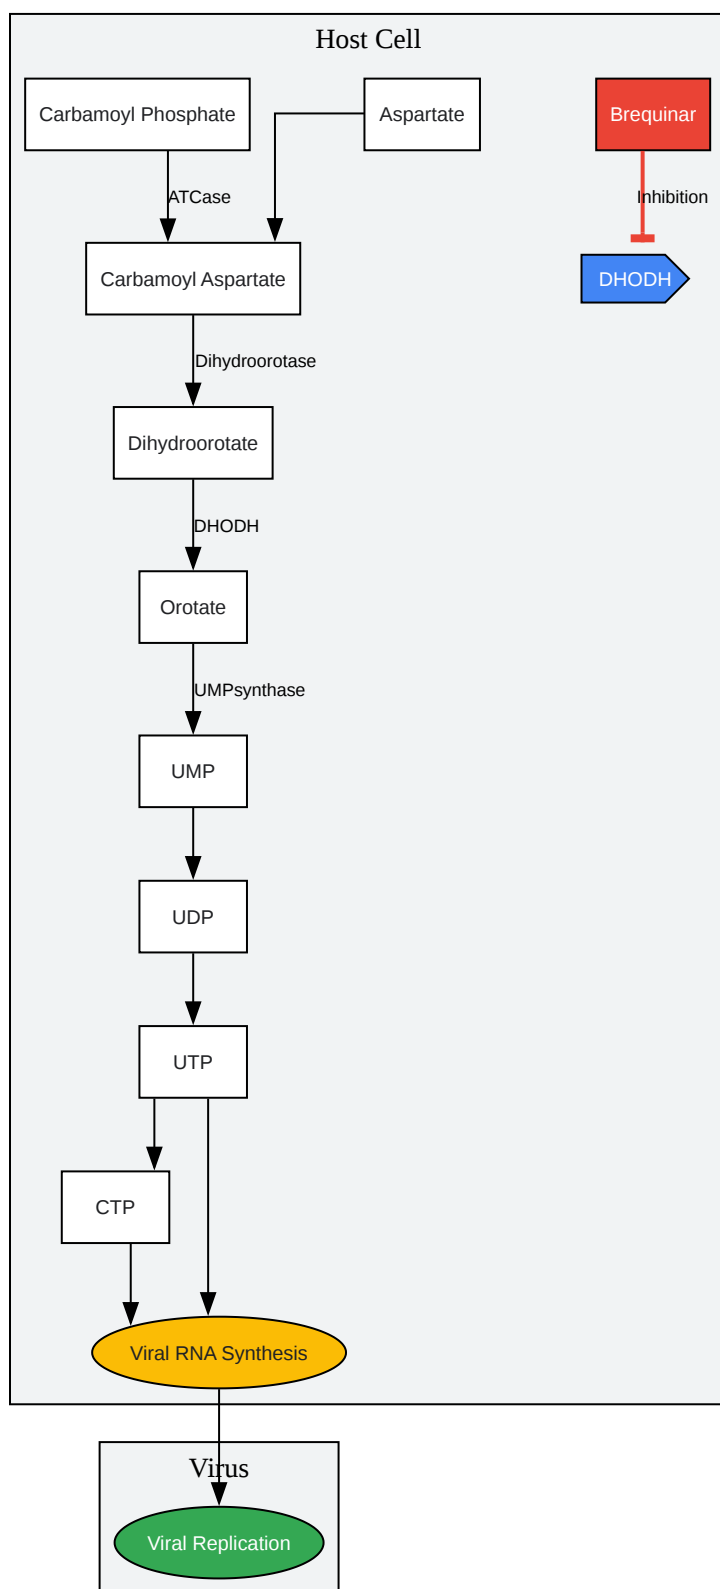 Host Cell
Carbamoyl Phosphate
Aspartate
Brequinar
ATCase
Inhibition
Carbamoyl Aspartate
DHODH
Dihydroorotase
Dihydroorotate
DHODH
Orotate
UMPsynthase
UMP
UDP
UTP
CTP
Viral RNA Synthesis
Virus
Viral Replication